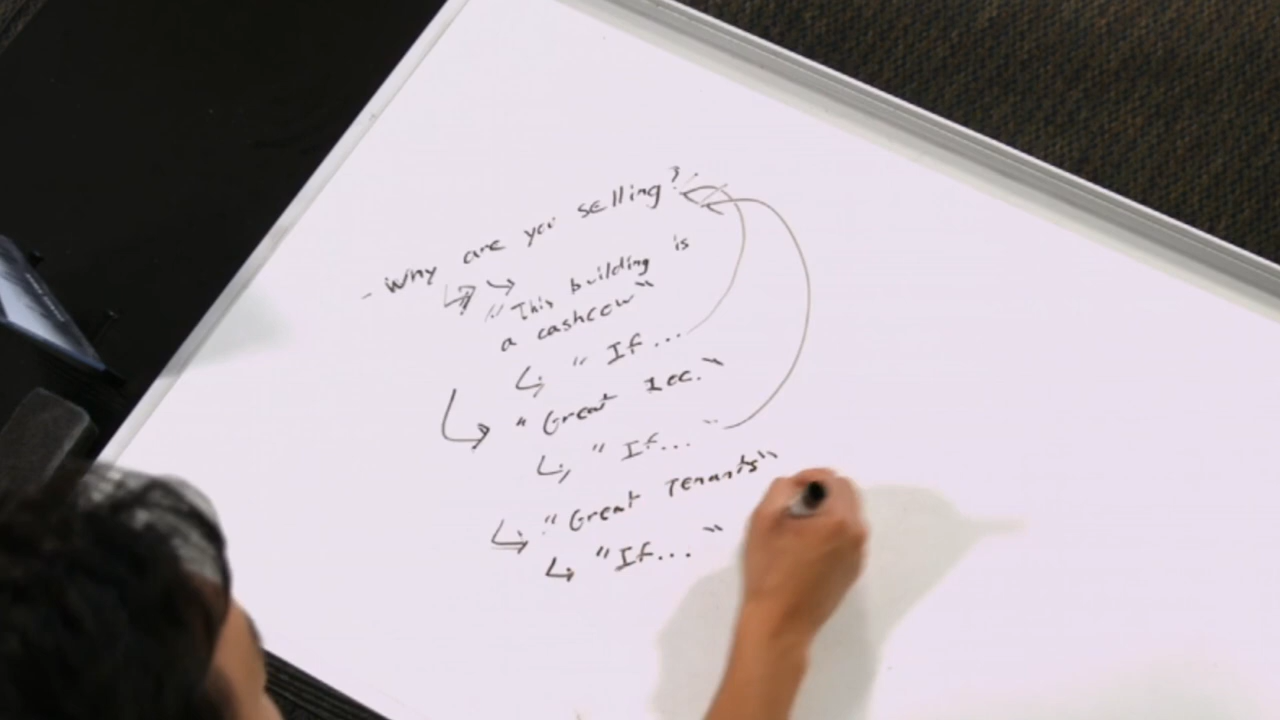 - Why are you selling?
"This building is
a cashcow"
"If...
"Great loc."
"If... "
"Great Tenants"
"If... "